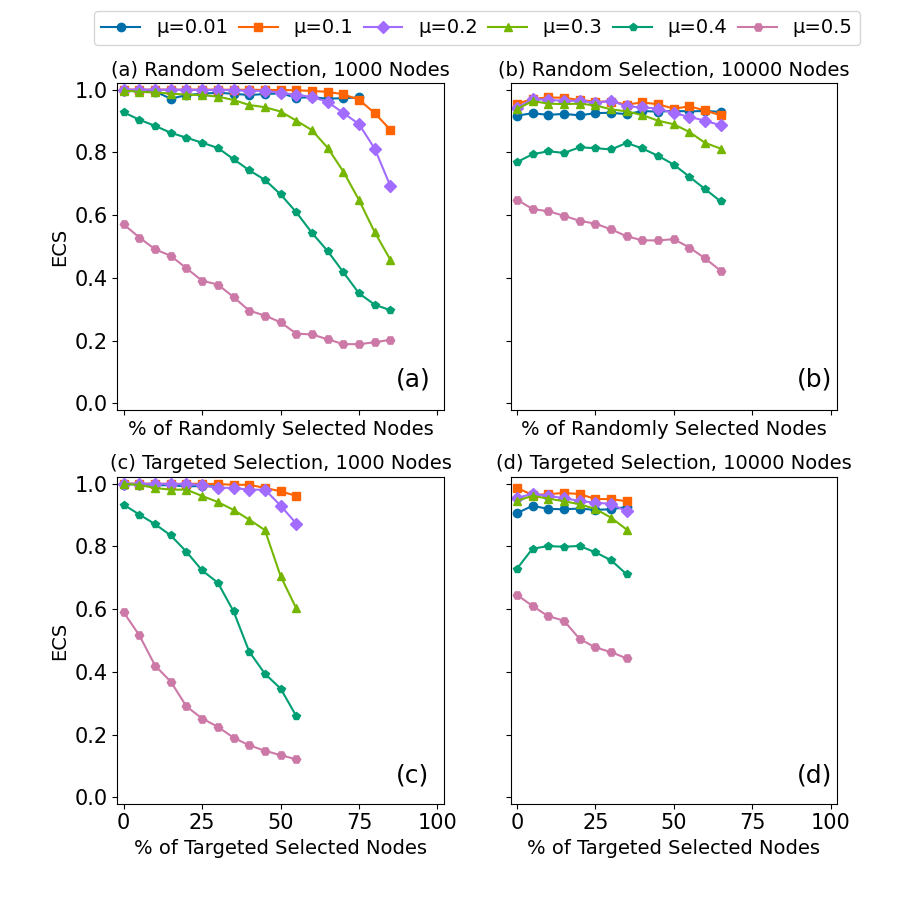 μ=0.01 μ=0.1 μ=0.2 μ=0.3 μ=0.4 μ=0.5
(a) Random Selection, 1000 Nodes
1.0
0.8
0.6
0.4
0.2
0.0
ECS
(a)
% of Randomly Selected Nodes
(b) Random Selection, 10000 Nodes
(b)
% of Randomly Selected Nodes
(c) Targeted Selection, 1000 Nodes
1.0
0.8
0.6
0.4
0.2
0.0
ECS
(c)
0 25 50 75 100
% of Targeted Selected Nodes
(d) Targeted Selection, 10000 Nodes
(d)
0 25 50 75 100
% of Targeted Selected Nodes